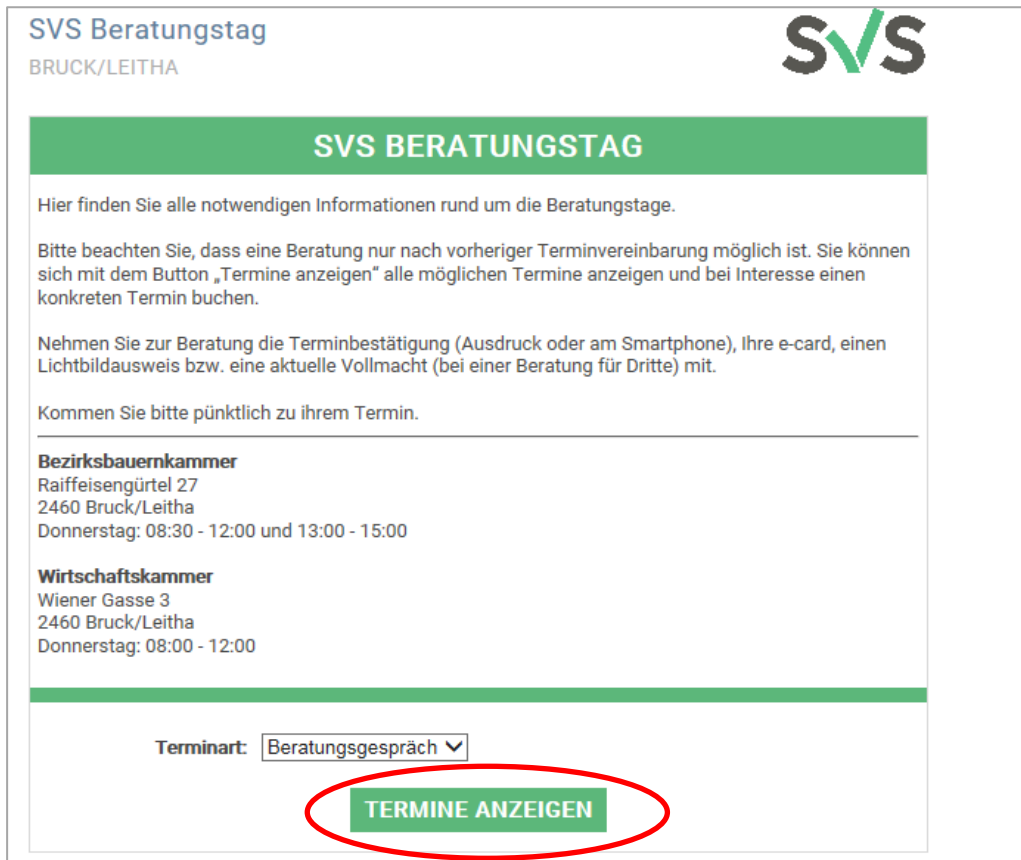 SVS Beratungstag
BRUCK/LEITHA
SVS
SVS BERATUNGSTAG
Hier finden Sie alle notwendigen Informationen rund um die Beratungstage.
Bitte beachten Sie, dass eine Beratung nur nach vorheriger Terminvereinbarung möglich ist. Sie können
sich mit dem Button „Termine anzeigen“ alle möglichen Termine anzeigen und bei Interesse einen
konkreten Termin buchen.
Nehmen Sie zur Beratung die Terminbestätigung (Ausdruck oder am Smartphone), Ihre e-card, einen
Lichtbildausweis bzw. eine aktuelle Vollmacht (bei einer Beratung für Dritte) mit.
Kommen Sie bitte pünktlich zu ihrem Termin.
Bezirksbauernkammer
Raiffeisengürtel 27
2460 Bruck/Leitha
Donnerstag: 08:30 - 12:00 und 13:00 - 15:00
Wirtschaftskammer
Wiener Gasse 3
2460 Bruck/Leitha
Donnerstag: 08:00 - 12:00
Terminart: Beratungsgespräch
TERMINE ANZEIGEN